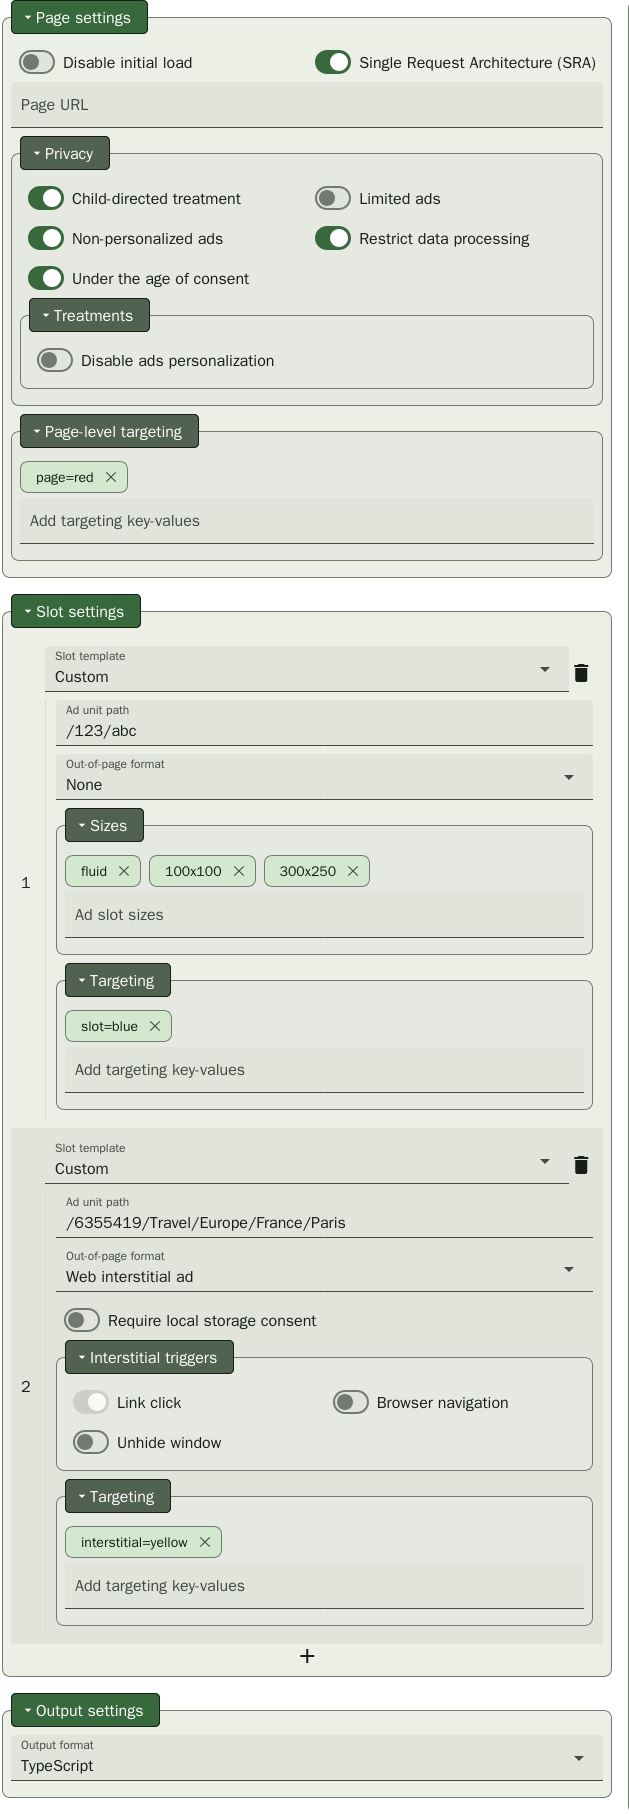 Page settings
Disable initial load
Single Request Architecture (SRA)
Page URL
Privacy
Child-directed treatment
Limited ads
Non-personalized ads
Restrict data processing
Under the age of consent
Treatments
Disable ads personalization
Page-level targeting
page=red
Add targeting key-values
Slot settings
Slot template
Custom
Ad unit path
/123/abc
Out-of-page format
None
Sizes
fluid 100x100 300x250
1
Ad slot sizes
Targeting
slot=blue
Add targeting key-values
Slot template
Custom
Ad unit path
/6355419/Travel/Europe/France/Paris
Out-of-page format
Web interstitial ad
Require local storage consent
Interstitial triggers
2
Link click
Browser navigation
Unhide window
Targeting
interstitial=yellow
Add targeting key-values
+
Output settings
Output format
TypeScript